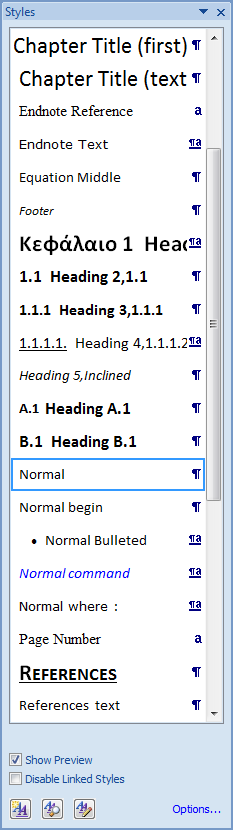 Styles
Chapter Title (first) ¶
Chapter Title (text ¶
Endnote Reference a
Endnote Text ¶a
Equation Middle ¶
Footer ¶
Κεφάλαιο 1 Head ¶a
1.1 Heading 2,1.1 ¶
1.1.1 Heading 3,1.1.1 ¶
1.1.1.1. Heading 4,1.1.1.2 ¶a
Heading 5,Inclined ¶
A.1 Heading A.1 ¶
B.1 Heading B.1 ¶
Normal ¶
Normal begin ¶
• Normal Bulleted ¶a
Normal command ¶a
Normal where : ¶a
Page Number a
REFERENCES ¶
References text ¶
Show Preview
Disable Linked Styles
Options...